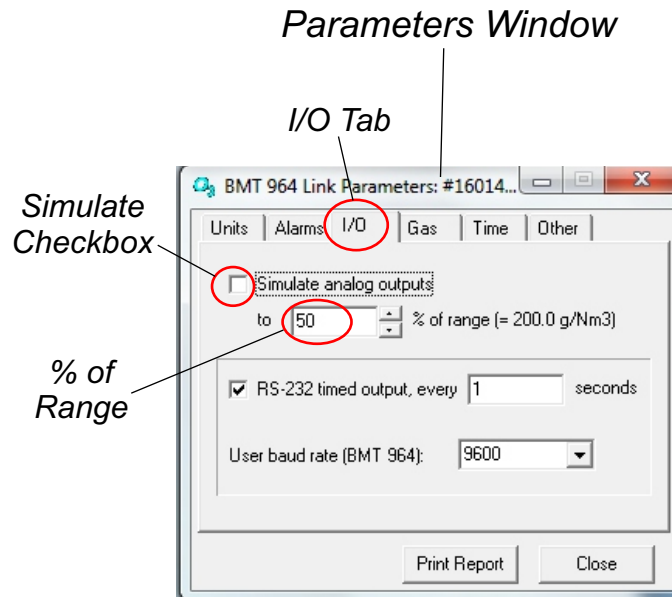 Parameters Window
I/O Tab
BMT 964 Link Parameters: #16014...
Simulate
Checkbox
Units Alarms I/O Gas Time Other
Simulate analog outputs
to 50 % of range (= 200.0 g/Nm3)
% of
Range
RS-232 timed output, every 1 seconds
User baud rate (BMT 964): 9600
Print Report Close